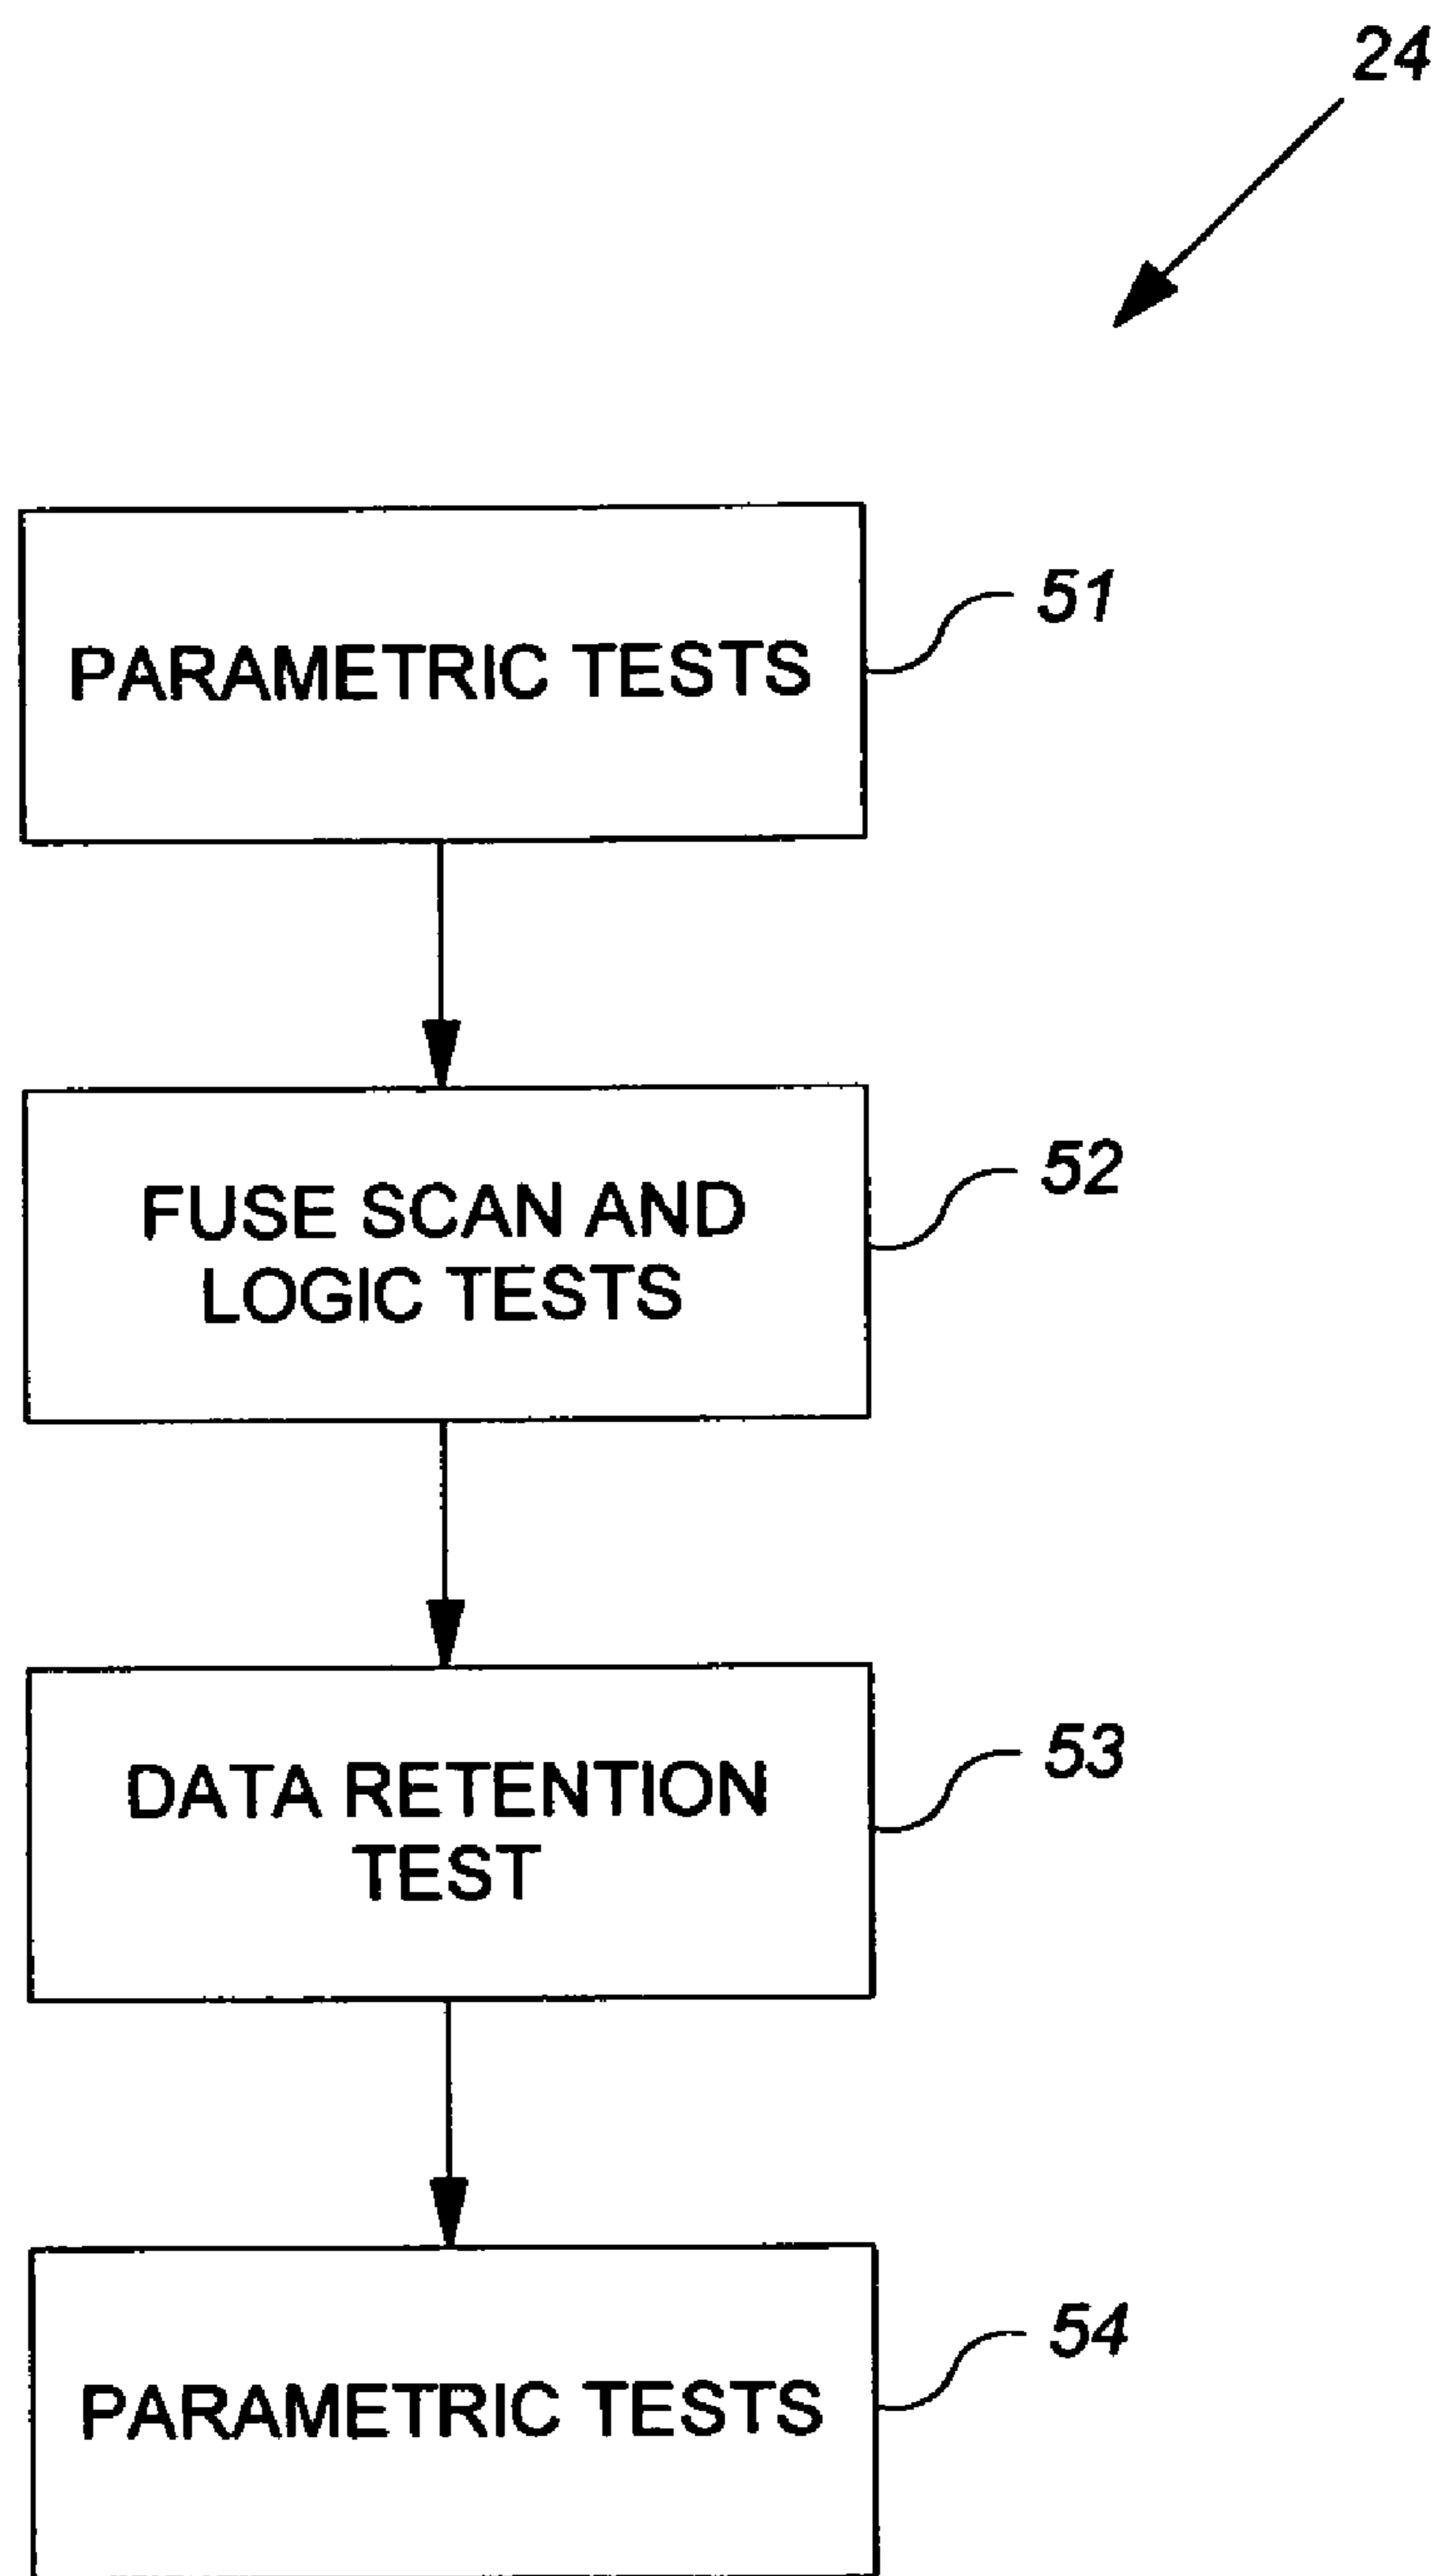 24
PARAMETRIC TESTS
51
FUSE SCAN AND
LOGIC TESTS
52
DATA RETENTION
TEST
53
PARAMETRIC TESTS
54